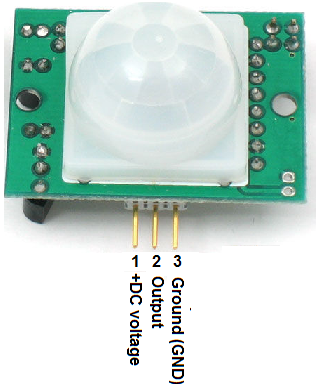 1 +DC voltage
2 Output
3 Ground (GND)